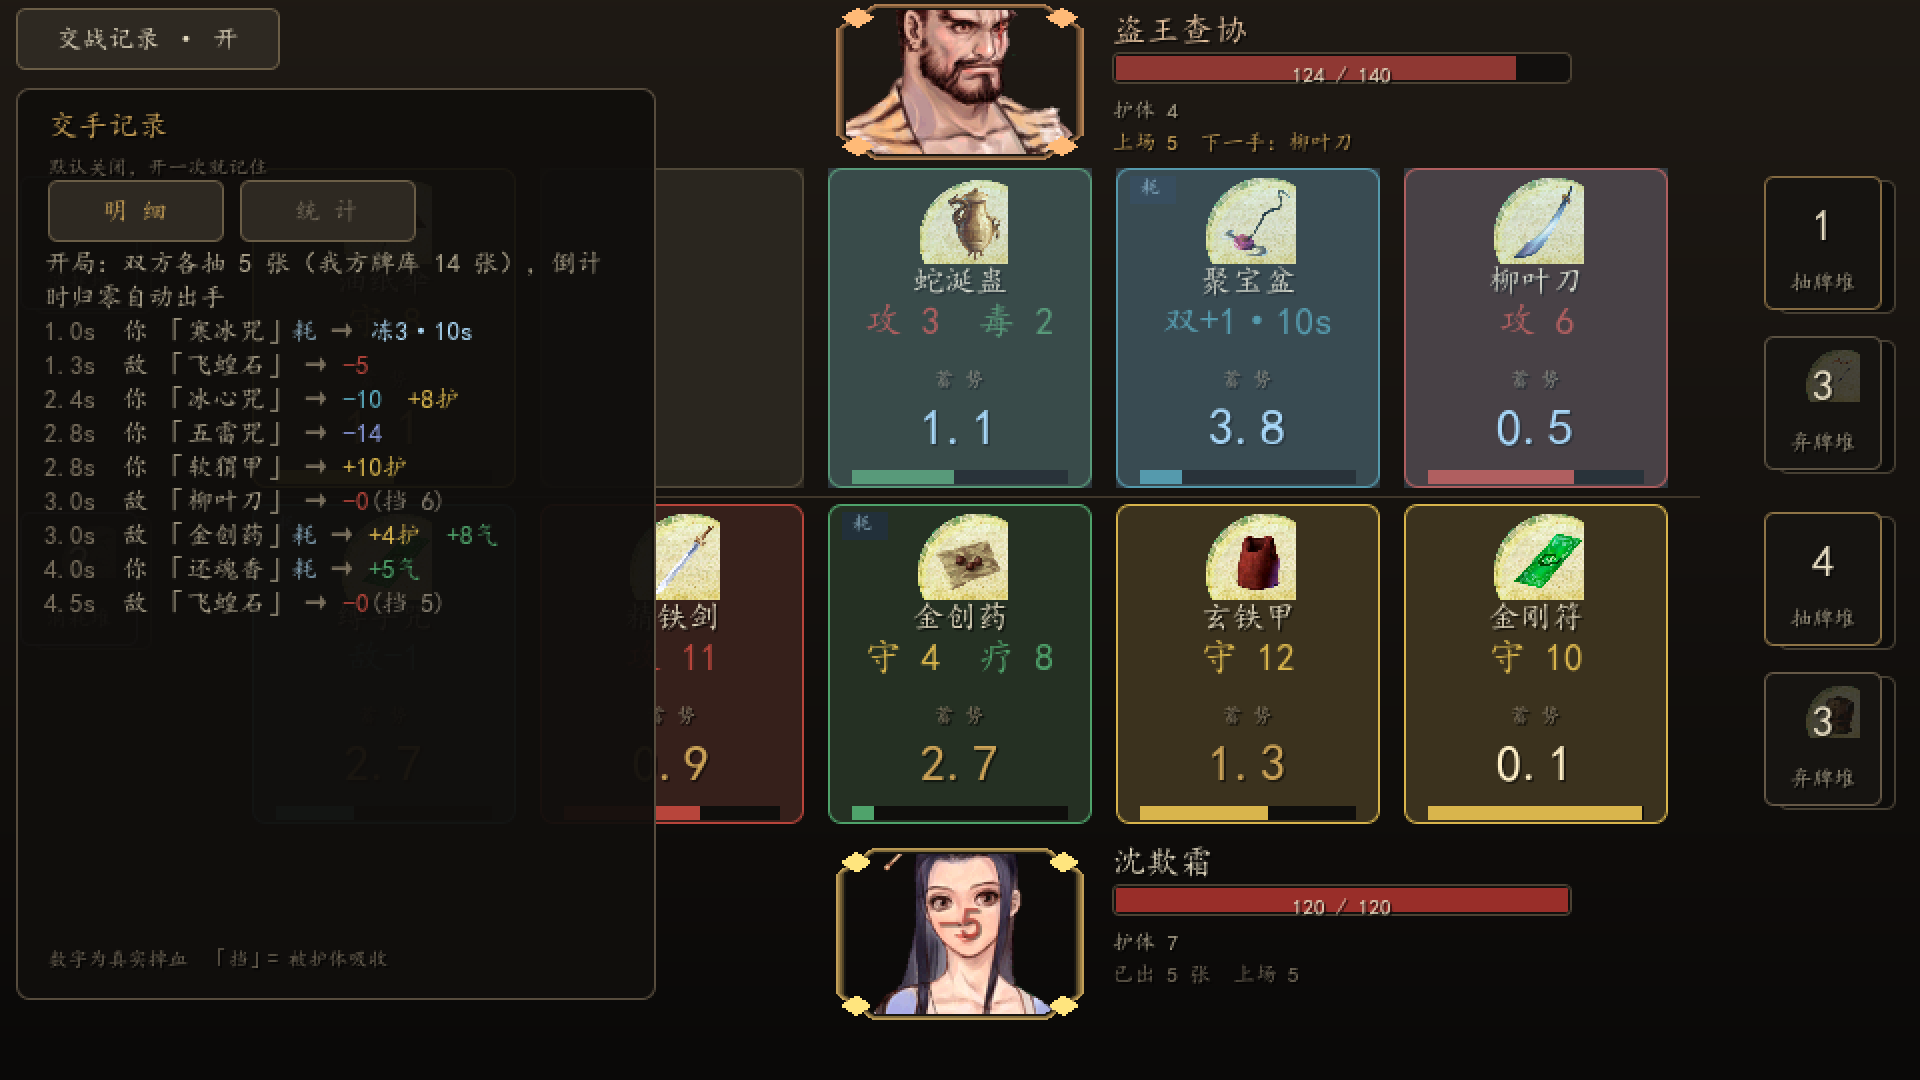 交战记录 · 开
交手记录
默认关闭，开一次就记住
明 细
统 计
开局：双方各抽 5 张（我方牌库 14 张），倒计
时归零自动出手
1.0s 你 「寒冰咒」耗 → 冻3·10s
1.3s 敌 「飞蝗石」 → -5
2.4s 你 「冰心咒」 → -10 +8护
2.8s 你 「五雷咒」 → -14
2.8s 你 「软猬甲」 → +10护
3.0s 敌 「柳叶刀」 → -0(挡 6)
3.0s 敌 「金创药」耗 → +4护 +8气
4.0s 你 「还魂香」耗 → +5气
4.5s 敌 「飞蝗石」 → -0(挡 5)
数字为真实掉血 「挡」= 被护体吸收
盗王查协
124 / 140
护体 4
上场 5 下一手：柳叶刀
蛇涎蛊
攻 3 毒 2
蓄 势
1.1
耗
聚宝盆
双+1·10s
蓄 势
3.8
柳叶刀
攻 6
蓄 势
0.5
1
抽牌堆
3
弃牌堆
精铁剑
11
蓄 势
0.9
耗
金创药
守 4 疗 8
蓄 势
2.7
玄铁甲
守 12
蓄 势
1.3
金刚符
守 10
蓄 势
0.1
4
抽牌堆
3
弃牌堆
2.7
敌-1
-5
沈欺霜
120 / 120
护体 7
已出 5 张 上场 5